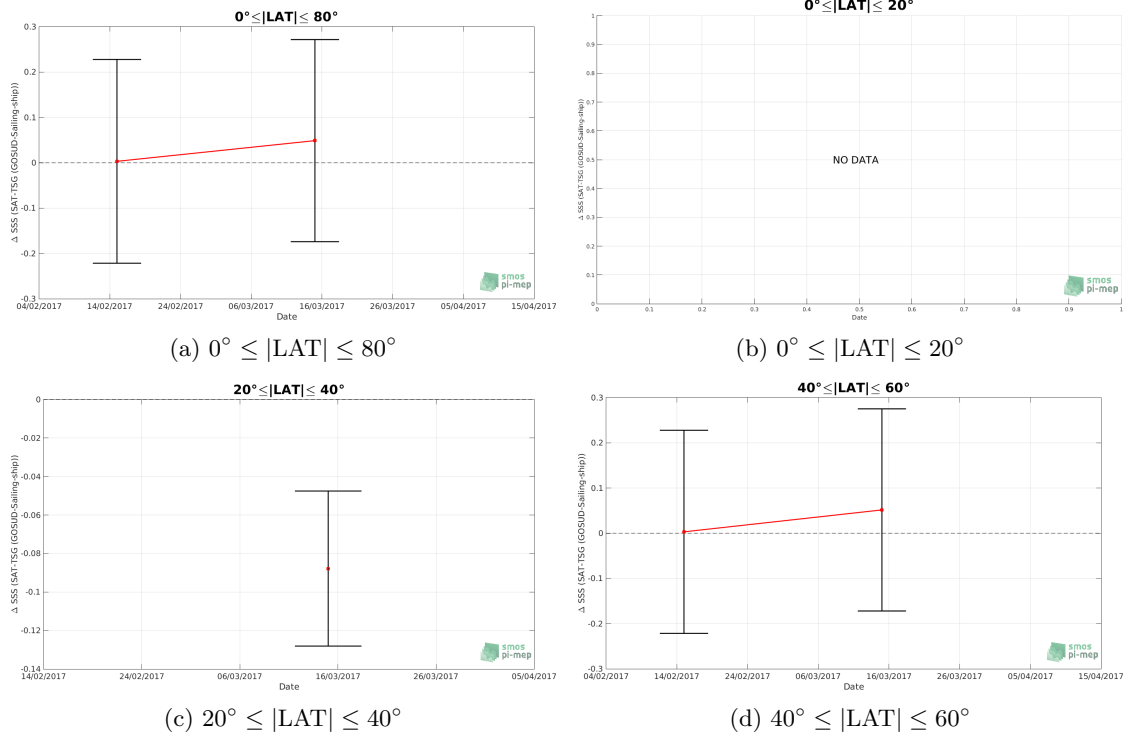 0°≤|LAT|≤ 80°
Δ SSS (SAT-TSG (GOSUD-Sailing-ship))
0.3
0.2
0.1
0
-0.1
-0.2
-0.3
04/02/2017 14/02/2017 24/02/2017 06/03/2017 16/03/2017 26/03/2017 05/04/2017 15/04/2017
Date
smos
pi-mep
(a) 0° ≤ |LAT| ≤ 80°
0°≤|LAT|≤ 20°
Δ SSS (SAT-TSG (GOSUD-Sailing-ship))
1
0.9
0.8
0.7
0.6
0.5
0.4
0.3
0.2
0.1
0
NO DATA
0 0.1 0.2 0.3 0.4 0.5 0.6 0.7 0.8 0.9 1
Date
smos
pi-mep
(b) 0° ≤ |LAT| ≤ 20°
20°≤|LAT|≤ 40°
Δ SSS (SAT-TSG (GOSUD-Sailing-ship))
0
-0.02
-0.04
-0.06
-0.08
-0.1
-0.12
-0.14
14/02/2017 24/02/2017 06/03/2017 16/03/2017 26/03/2017 05/04/2017
Date
smos
pi-mep
(c) 20° ≤ |LAT| ≤ 40°
40°≤|LAT|≤ 60°
Δ SSS (SAT-TSG (GOSUD-Sailing-ship))
0.3
0.2
0.1
0
-0.1
-0.2
-0.3
04/02/2017 14/02/2017 24/02/2017 06/03/2017 16/03/2017 26/03/2017 05/04/2017 15/04/2017
Date
smos
pi-mep
(d) 40° ≤ |LAT| ≤ 60°